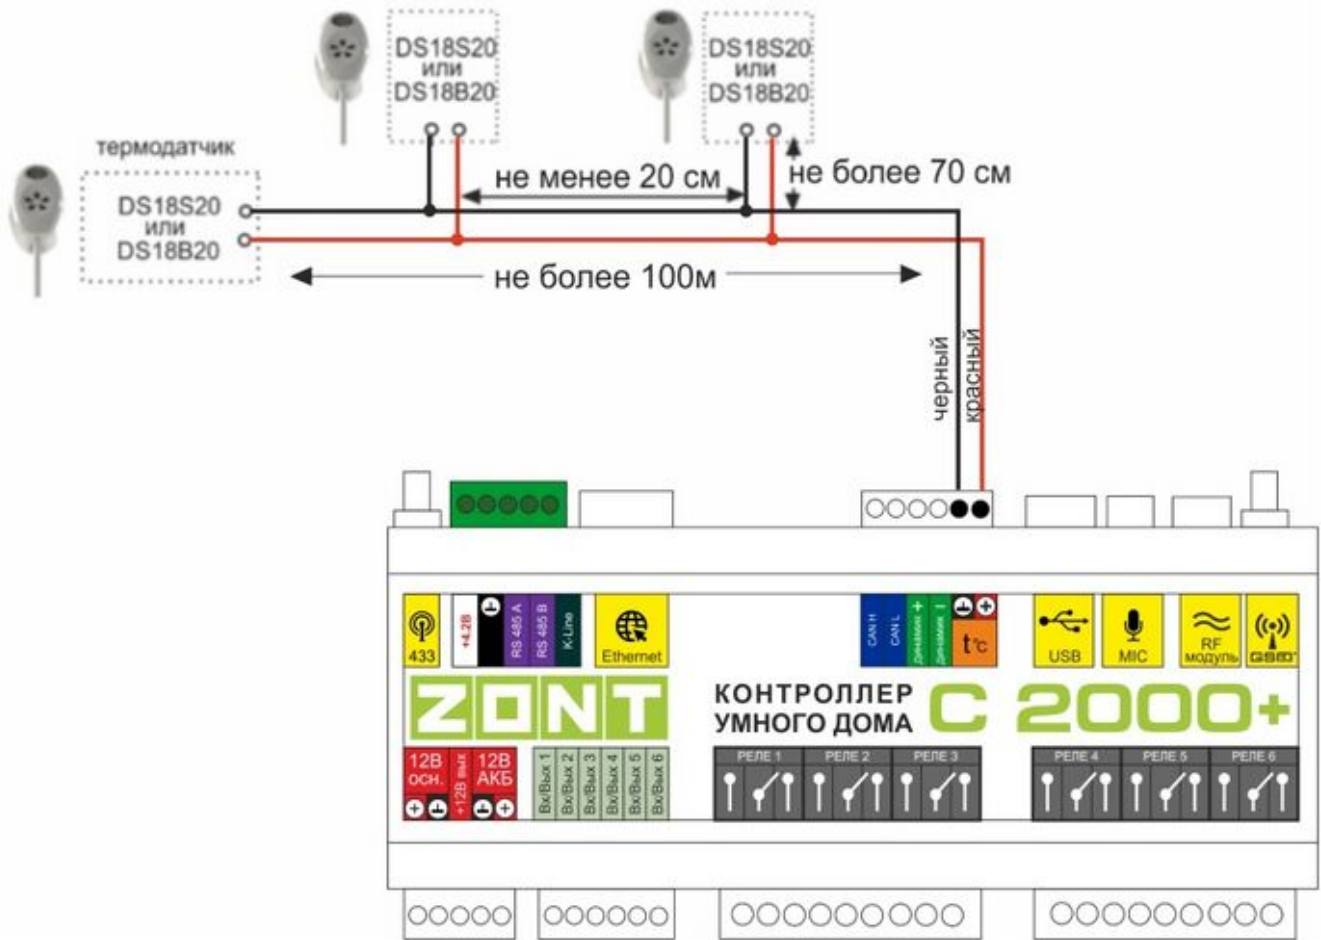 DS18S20
или
DS18B20
DS18S20
или
DS18B20
термодатчик
DS18S20
или
DS18B20
не менее 20 см
не более 70 см
не более 100м
черный
красный
433
+4.2В
RS 485 A
RS 485 B
K-Line
Ethernet
CAN H
CAN L
динамик +
динамик -
t°c
USB
MIC
RF
модуль
GSM
ZONT
КОНТРОЛЛЕР
УМНОГО ДОМА
C 2000+
12В
осн.
+12В вых
12В
АКБ
Вх/Вых 1
Вх/Вых 2
Вх/Вых 3
Вх/Вых 4
Вх/Вых 5
Вх/Вых 6
РЕЛЕ 1
РЕЛЕ 2
РЕЛЕ 3
РЕЛЕ 4
РЕЛЕ 5
РЕЛЕ 6